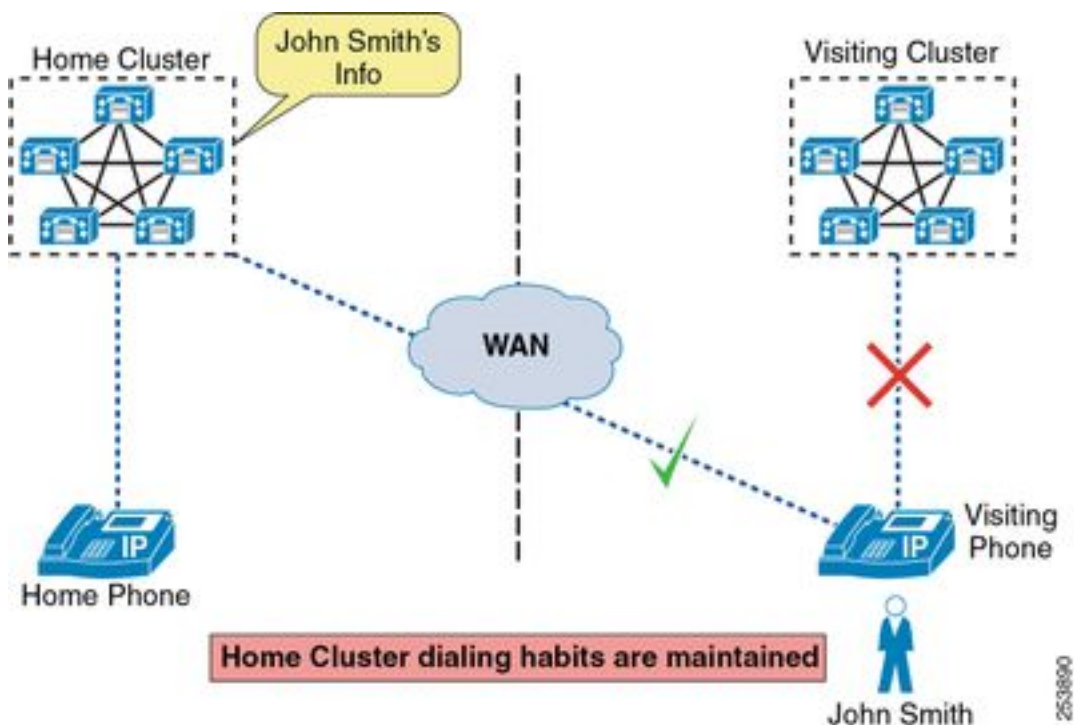 Home Cluster
John Smith's
Info
Visiting Cluster
WAN
IP
Home Phone
IP
Visiting
Phone
Home Cluster dialing habits are maintained
John Smith
253890